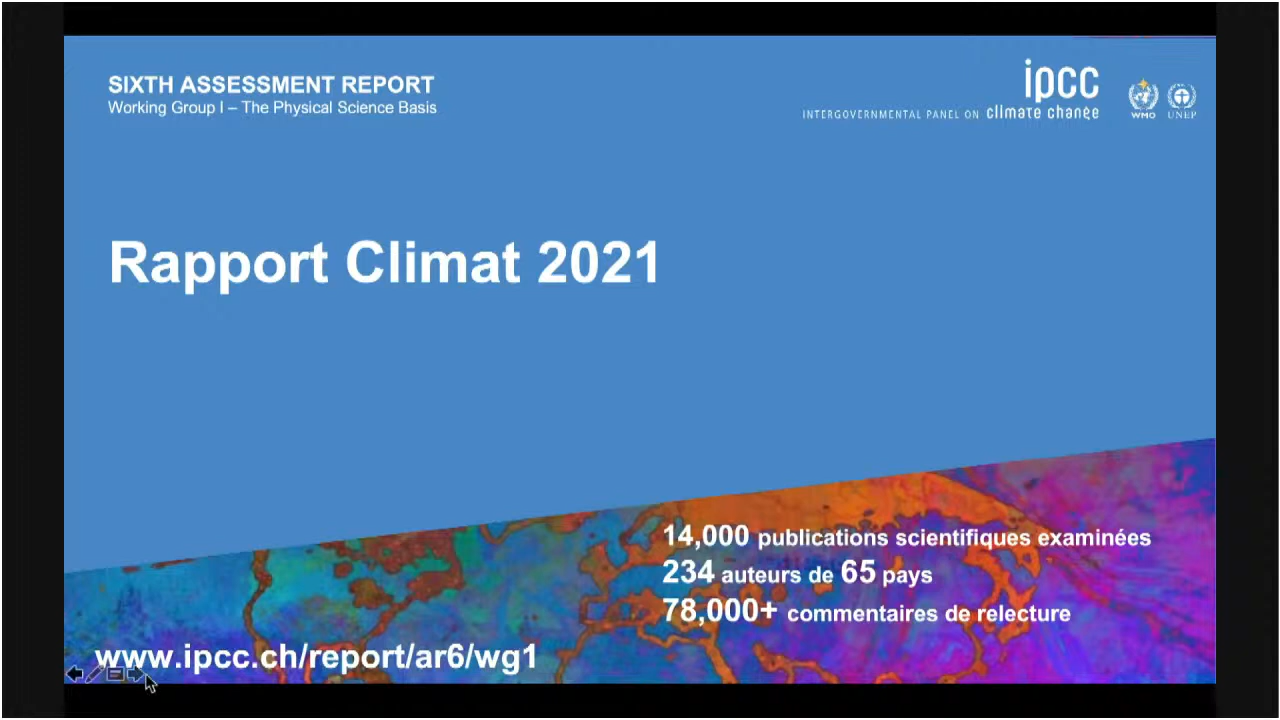 SIXTH ASSESSMENT REPORT
Working Group I – The Physical Science Basis
ipcc
INTERGOVERNMENTAL PANEL ON climate change
WMO
UNEP
Rapport Climat 2021
14,000 publications scientifiques examinées
234 auteurs de 65 pays
78,000+ commentaires de relecture
www.ipcc.ch/report/ar6/wg1